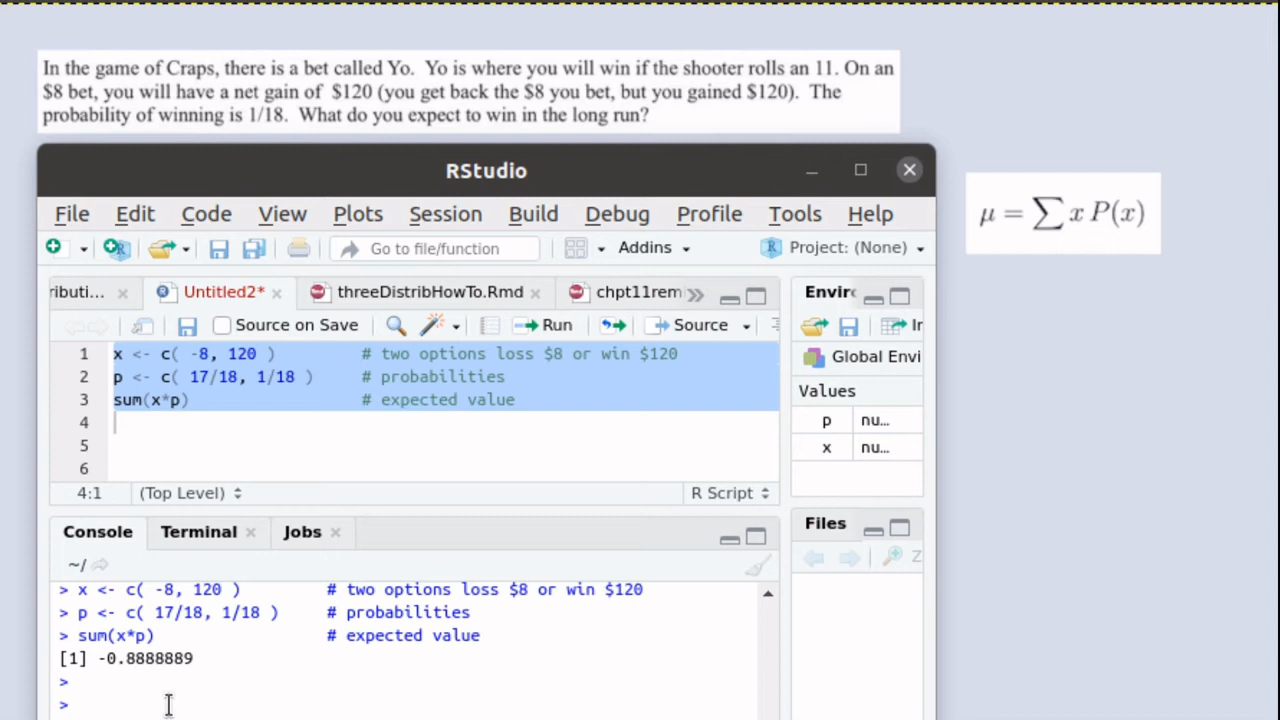 In the game of Craps, there is a bet called Yo. Yo is where you will win if the shooter rolls an 11. On an
$8 bet, you will have a net gain of $120 (you get back the $8 you bet, but you gained $120). The
probability of winning is 1/18. What do you expect to win in the long run?
μ = ∑ x P(x)
RStudio
File Edit Code View Plots Session Build Debug Profile Tools Help
Go to file/function Addins Project: (None)
ributi... Untitled2* threeDistribHowTo.Rmd chpt11rem
Source on Save Run Source
1 x <- c( -8, 120 ) # two options loss $8 or win $120
2 p <- c( 17/18, 1/18 ) # probabilities
3 sum(x*p) # expected value
4
5
6
4:1 (Top Level) R Script
Envir
Im
Global Envi
Values
p nu...
x nu...
Console Terminal Jobs
~/
> x <- c( -8, 120 ) # two options loss $8 or win $120
> p <- c( 17/18, 1/18 ) # probabilities
> sum(x*p) # expected value
[1] -0.8888889
>
>
Files
Z